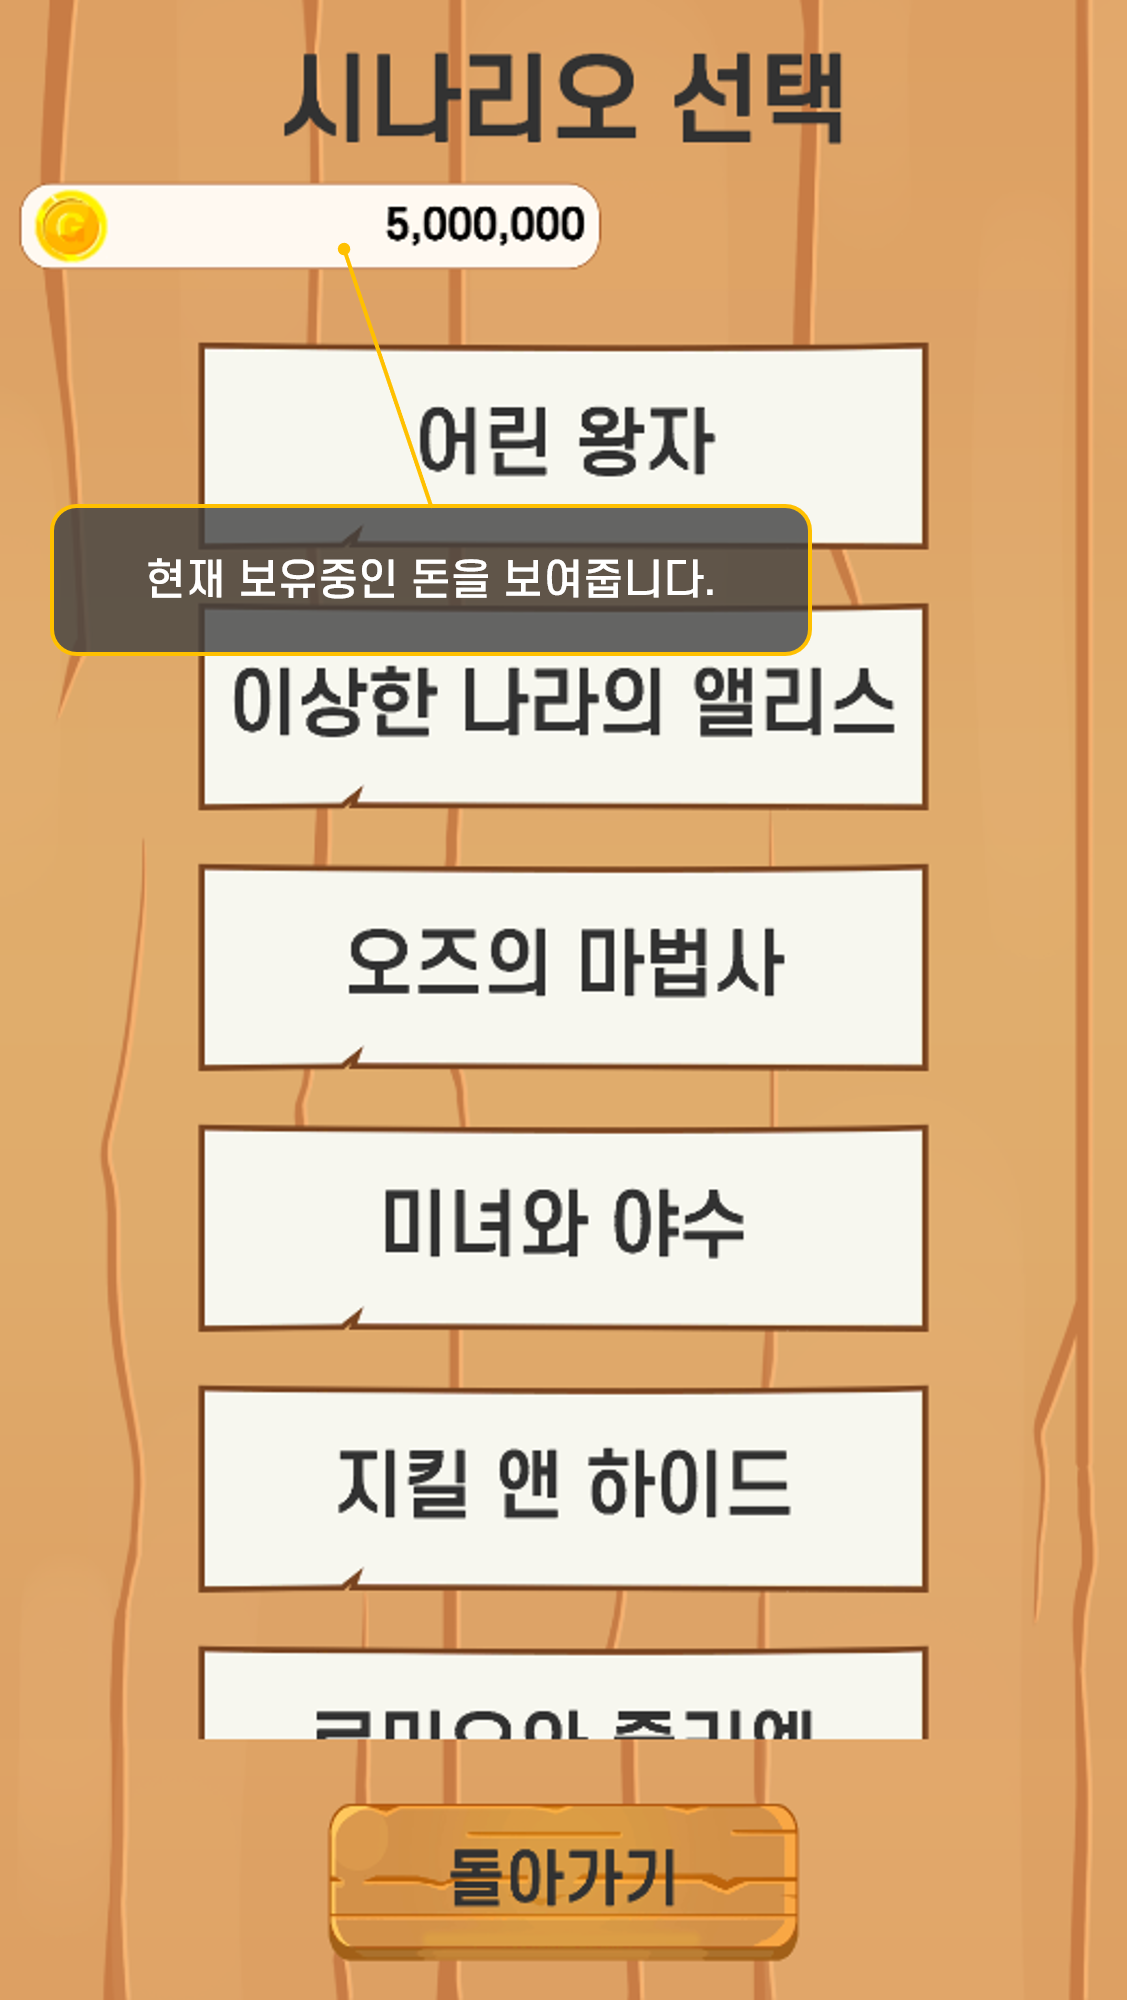 시나리오 선택
5,000,000
어린 왕자
현재 보유중인 돈을 보여줍니다.
이상한 나라의 앨리스
오즈의 마법사
미녀와 야수
지킬 앤 하이드
돌아가기